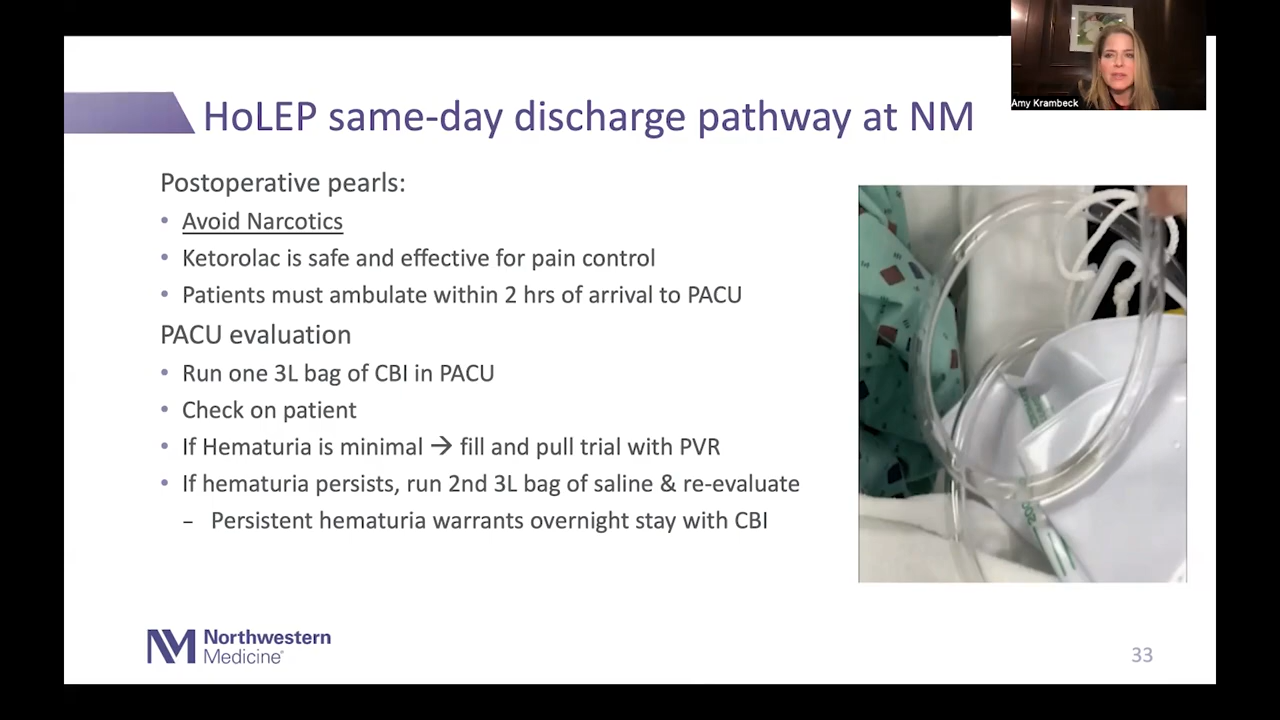 Amy Krambeck
HoLEP same-day discharge pathway at NM
Postoperative pearls:
• Avoid Narcotics
• Ketorolac is safe and effective for pain control
• Patients must ambulate within 2 hrs of arrival to PACU
PACU evaluation
• Run one 3L bag of CBI in PACU
• Check on patient
• If Hematuria is minimal → fill and pull trial with PVR
• If hematuria persists, run 2nd 3L bag of saline & re-evaluate
– Persistent hematuria warrants overnight stay with CBI
NM Northwestern
Medicine®
33